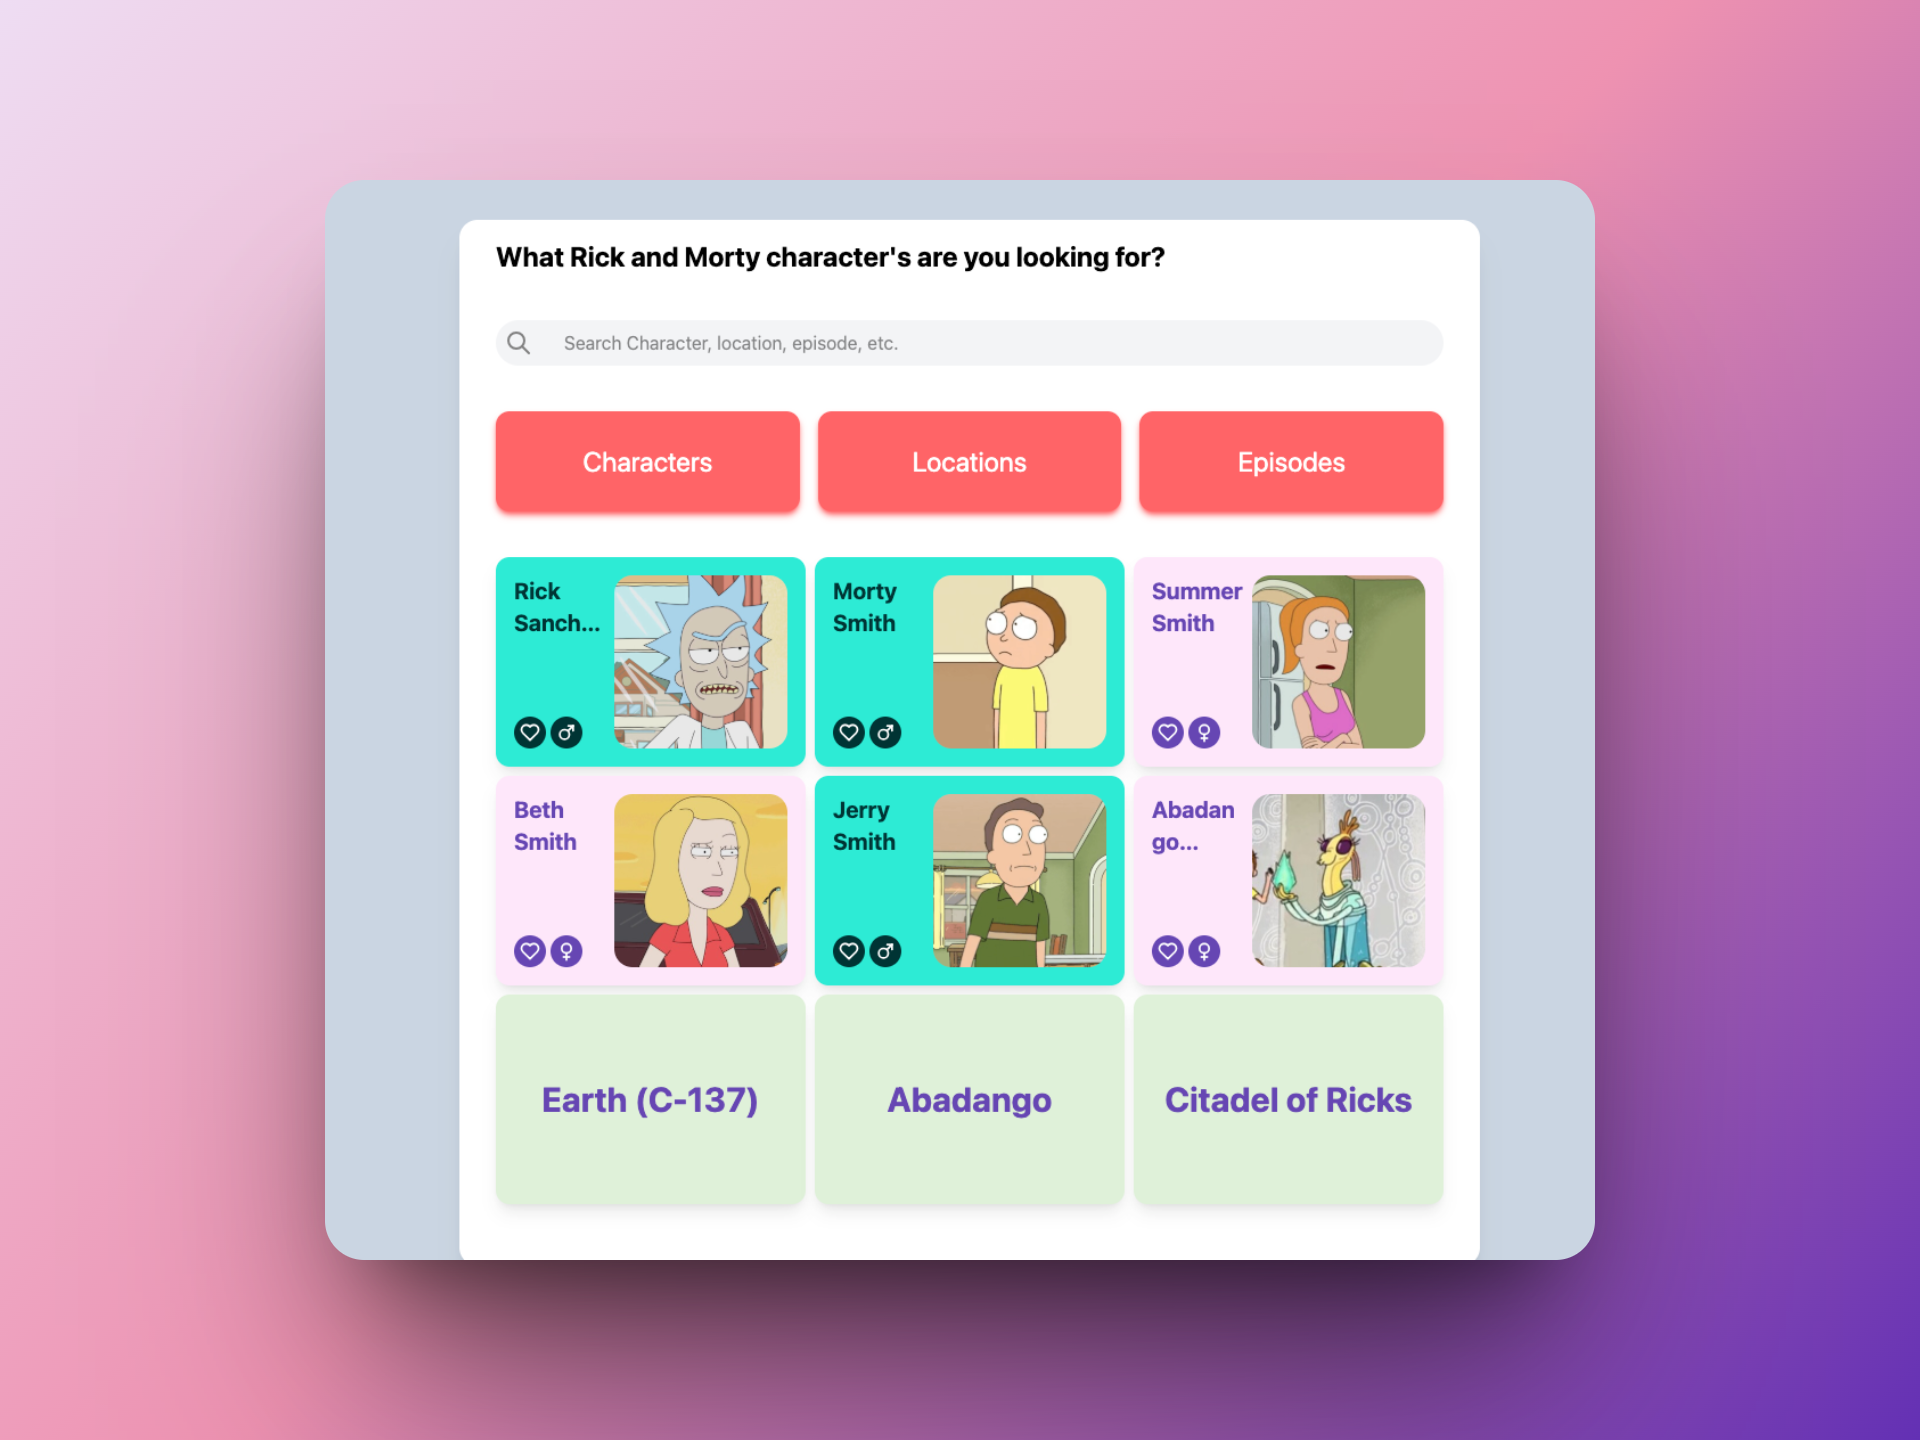 What Rick and Morty character's are you looking for?
Search Character, location, episode, etc.
Characters
Locations
Episodes
Rick
Sanch...
Morty
Smith
Summer
Smith
Beth
Smith
Jerry
Smith
Abadan
go...
Earth (C-137)
Abadango
Citadel of Ricks